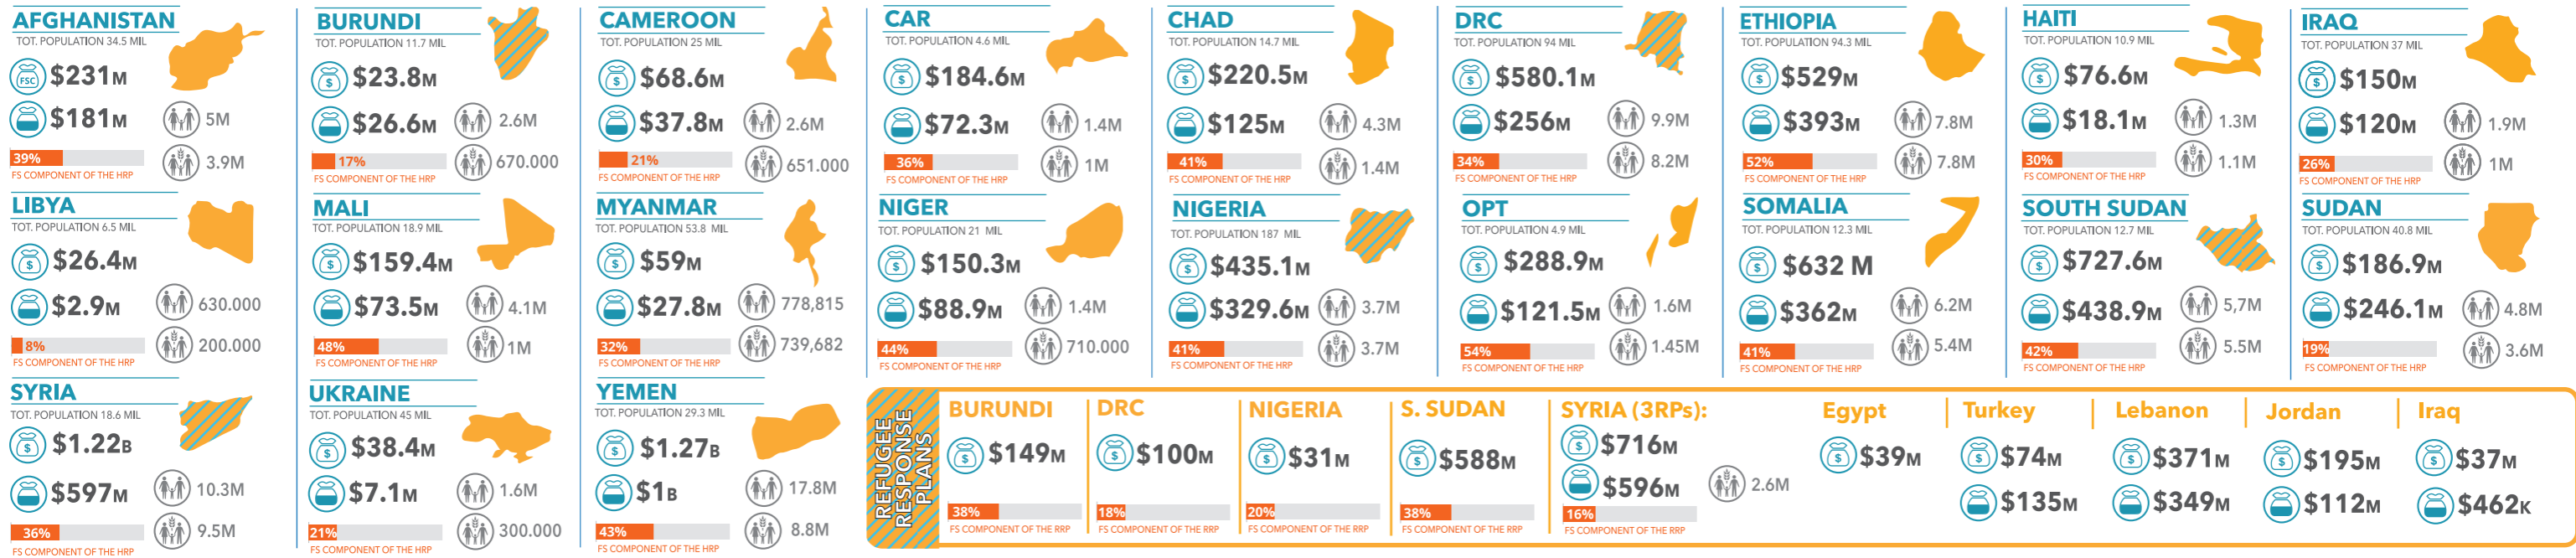 AFGHANISTAN
TOT. POPULATION 34.5 MIL
FSC
$231M
$181M
5M
39%
3.9M
FS COMPONENT OF THE HRP
BURUNDI
TOT. POPULATION 11.7 MIL
$
$23.8M
$26.6M
2.6M
17%
670.000
FS COMPONENT OF THE HRP
CAMEROON
TOT. POPULATION 25 MIL
$
$68.6M
$37.8M
2.6M
21%
651.000
FS COMPONENT OF THE HRP
CAR
TOT. POPULATION 4.6 MIL
$
$184.6M
$72.3M
1.4M
36%
1M
FS COMPONENT OF THE HRP
CHAD
TOT. POPULATION 14.7 MIL
$
$220.5M
$125M
4.3M
41%
1.4M
FS COMPONENT OF THE HRP
DRC
TOT. POPULATION 94 MIL
$
$580.1M
$256M
9.9M
34%
8.2M
FS COMPONENT OF THE HRP
ETHIOPIA
TOT. POPULATION 94.3 MIL
$
$529M
$393M
7.8M
52%
7.8M
FS COMPONENT OF THE HRP
HAITI
TOT. POPULATION 10.9 MIL
$
$76.6M
$18.1M
1.3M
30%
1.1M
FS COMPONENT OF THE HRP
IRAQ
TOT. POPULATION 37 MIL
$
$150M
$120M
1.9M
26%
1M
FS COMPONENT OF THE HRP
LIBYA
TOT. POPULATION 6.5 MIL
$
$26.4M
$2.9M
630.000
8%
200.000
FS COMPONENT OF THE HRP
MALI
TOT. POPULATION 18.9 MIL
$
$159.4M
$73.5M
4.1M
48%
1M
FS COMPONENT OF THE HRP
MYANMAR
TOT. POPULATION 53.8 MIL
$
$59M
$27.8M
778,815
32%
739,682
FS COMPONENT OF THE HRP
NIGER
TOT. POPULATION 21 MIL
$
$150.3M
$88.9M
1.4M
44%
710.000
FS COMPONENT OF THE HRP
NIGERIA
TOT. POPULATION 187 MIL
$
$435.1M
$329.6M
3.7M
41%
3.7M
FS COMPONENT OF THE HRP
OPT
TOT. POPULATION 4.9 MIL
$
$288.9M
$121.5M
1.6M
54%
1.45M
FS COMPONENT OF THE HRP
SOMALIA
TOT. POPULATION 12.3 MIL
$
$632 M
$362M
6.2M
41%
5.4M
FS COMPONENT OF THE HRP
SOUTH SUDAN
TOT. POPULATION 12.7 MIL
$
$727.6M
$438.9M
5,7M
42%
5.5M
FS COMPONENT OF THE HRP
SUDAN
TOT. POPULATION 40.8 MIL
$
$186.9M
$246.1M
4.8M
19%
3.6M
FS COMPONENT OF THE HRP
SYRIA
TOT. POPULATION 18.6 MIL
$
$1.22B
$597M
10.3M
36%
9.5M
FS COMPONENT OF THE HRP
UKRAINE
TOT. POPULATION 45 MIL
$
$38.4M
$7.1M
1.6M
21%
300.000
FS COMPONENT OF THE HRP
YEMEN
TOT. POPULATION 29.3 MIL
$
$1.27B
$1B
17.8M
43%
8.8M
FS COMPONENT OF THE HRP
REFUGEE
RESPONSE
PLANS
BURUNDI
$
$149M
38%
FS COMPONENT OF THE RRP
DRC
$
$100M
18%
FS COMPONENT OF THE RRP
NIGERIA
$
$31M
20%
FS COMPONENT OF THE RRP
S. SUDAN
$
$588M
38%
FS COMPONENT OF THE RRP
SYRIA (3RPs):
$
$716M
$596M
2.6M
16%
FS COMPONENT OF THE RRP
Egypt
$
$39M
Turkey
$
$74M
$135M
Lebanon
$
$371M
$349M
Jordan
$
$195M
$112M
Iraq
$
$37M
$462K